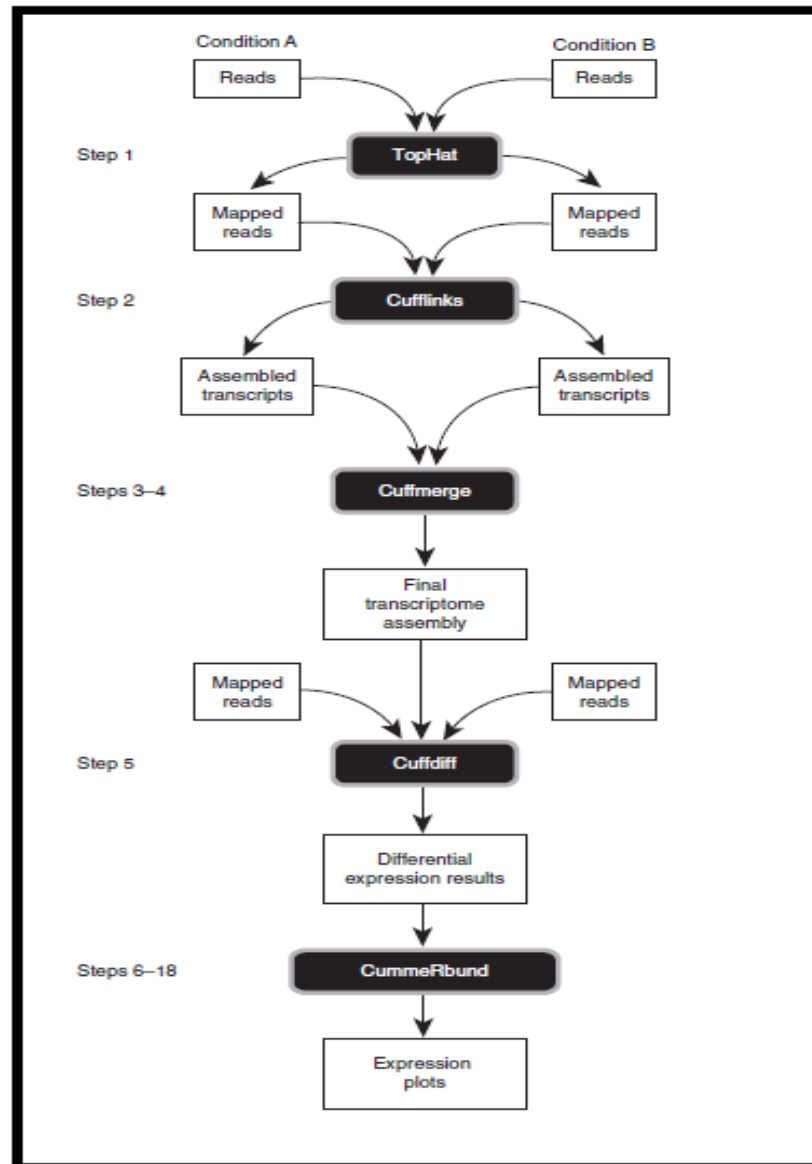 Condition A
Condition B
Reads
Reads
Step 1
TopHat
Mapped
reads
Mapped
reads
Step 2
Cufflinks
Assembled
transcripts
Assembled
transcripts
Steps 3–4
Cuffmerge
Final
transcriptome
assembly
Mapped
reads
Mapped
reads
Step 5
Cuffdiff
Differential
expression results
Steps 6–18
CummeRbund
Expression
plots